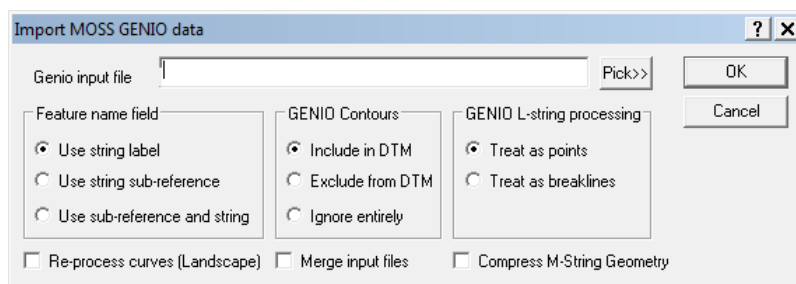 Import MOSS GENIO data
Genio input file
Pick>>
OK
Cancel
Feature name field
Use string label
Use string sub-reference
Use sub-reference and string
GENIO Contours
Include in DTM
Exclude from DTM
Ignore entirely
GENIO L-string processing
Treat as points
Treat as breaklines
Re-process curves (Landscape)
Merge input files
Compress M-String Geometry